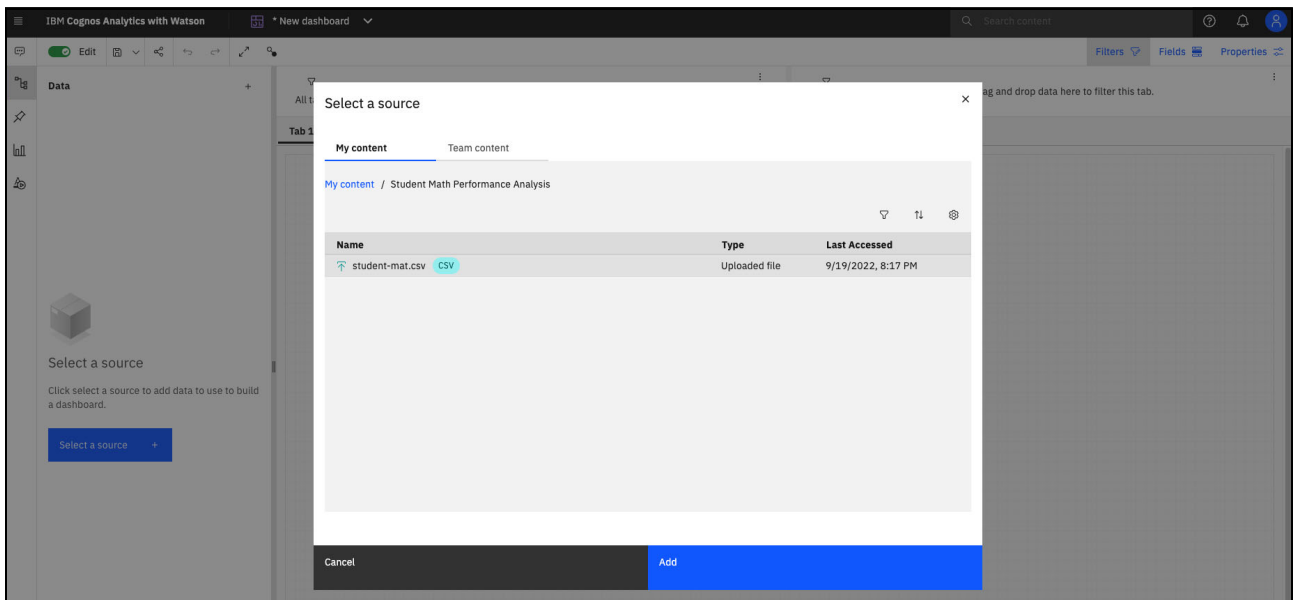 IBM Cognos Analytics with Watson
* New dashboard
Search content
Edit
Filters
Fields
Properties
Data
All t
ag and drop data here to filter this tab.
Tab 1
Select a source
My content
Team content
My content / Student Math Performance Analysis
Name Type Last Accessed
student-mat.csv CSV Uploaded file 9/19/2022, 8:17 PM
Select a source
Click select a source to add data to use to build
a dashboard.
Select a source +
Cancel
Add